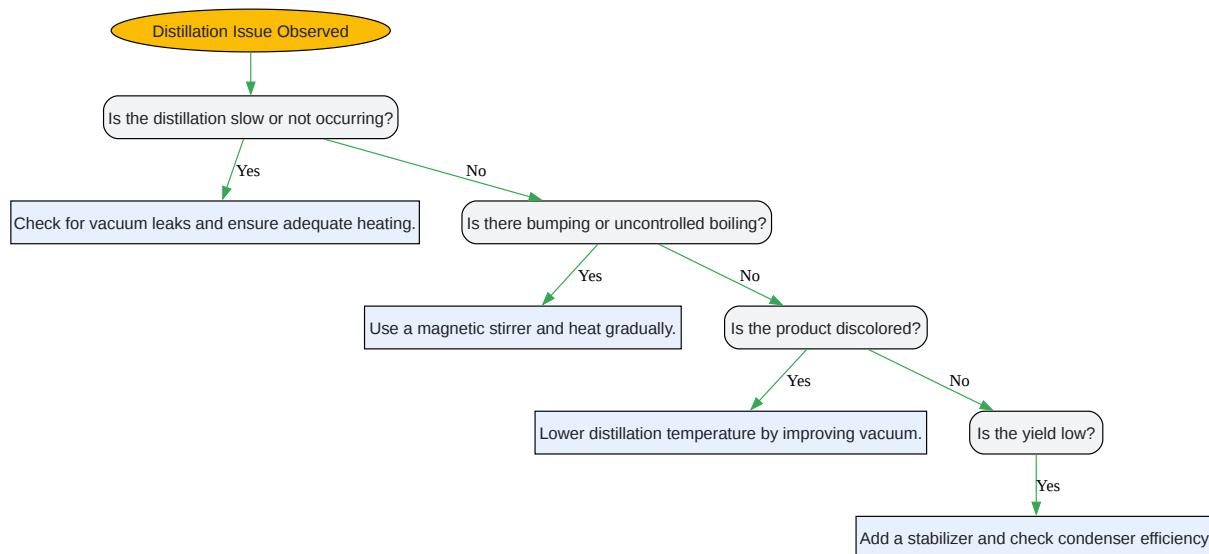 Distillation Issue Observed
Is the distillation slow or not occurring?
Yes
No
Check for vacuum leaks and ensure adequate heating.
Is there bumping or uncontrolled boiling?
Yes
No
Use a magnetic stirrer and heat gradually.
Is the product discolored?
Yes
No
Lower distillation temperature by improving vacuum.
Is the yield low?
Yes
Add a stabilizer and check condenser efficiency